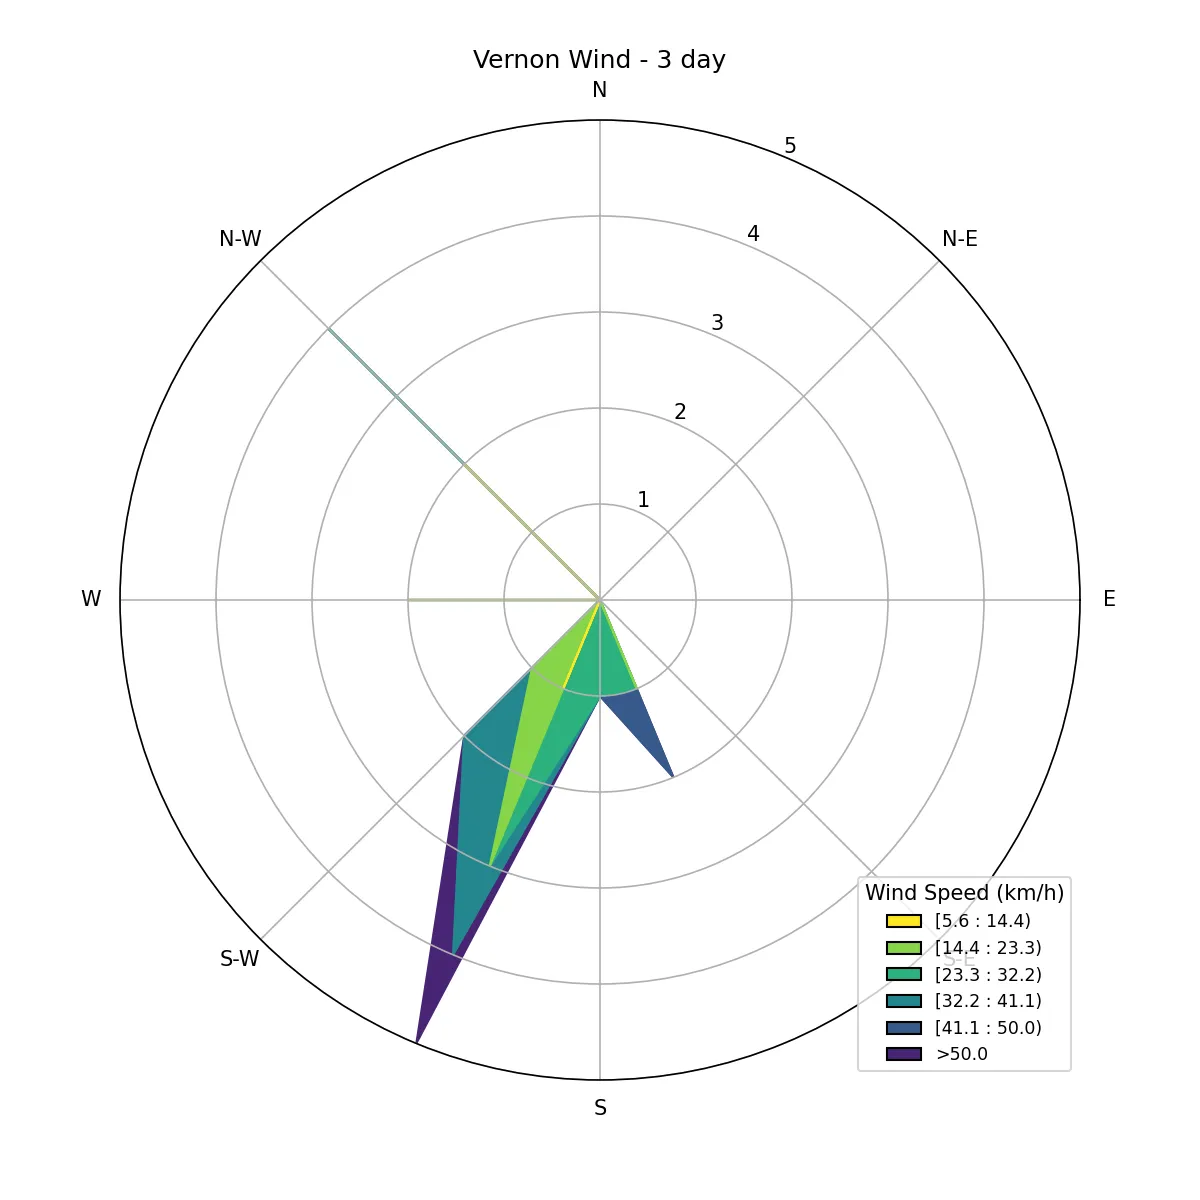 Vernon Wind - 3 day
N
5
N-W
N-E
4
3
2
1
W
E
S-W
S-E
S
Wind Speed (km/h)
[5.6 : 14.4)
[14.4 : 23.3)
[23.3 : 32.2)
[32.2 : 41.1)
[41.1 : 50.0)
>50.0